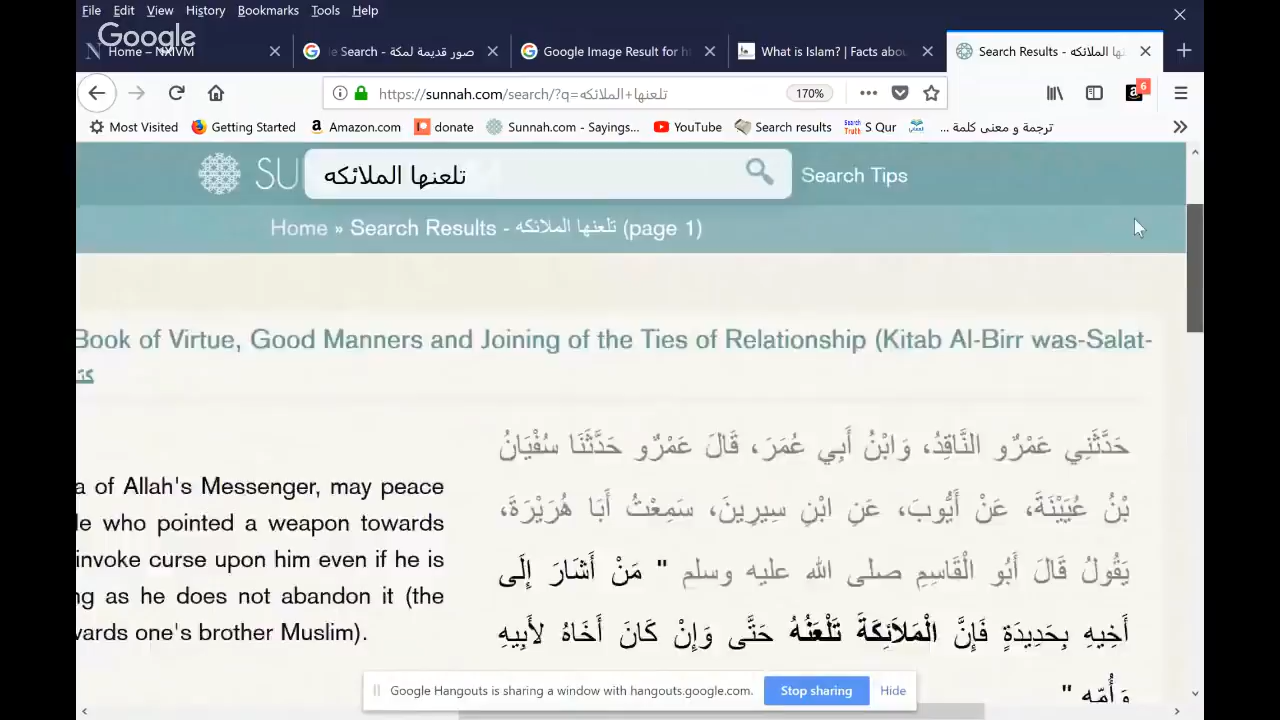 File Edit View History Bookmarks Tools Help
Google
Home – NXIVM
e Search - صور قديمة لمكة
Google Image Result for h
What is Islam? | Facts abou
Search Results - نها الملائكه
https://sunnah.com/search/?q=تلعنها+الملائكه
170%
6
Most Visited Getting Started Amazon.com donate Sunnah.com - Sayings... YouTube Search results Search Truth S Qur ترجمة و معنى كلمة ...
SU تلعنها الملائكه Search Tips
Home » Search Results - تلعنها الملائكه (page 1)
Book of Virtue, Good Manners and Joining of the Ties of Relationship (Kitab Al-Birr was-Salat-
كتا
a of Allah's Messenger, may peace
le who pointed a weapon towards
invoke curse upon him even if he is
ng as he does not abandon it (the
wards one's brother Muslim).
حَدَّثَنِي عَمْرٌو النَّاقِدُ، وَابْنُ أَبِي عُمَرَ، قَالَ عَمْرٌو حَدَّثَنَا سُفْيَانُ
بْنُ عُيَيْنَةَ، عَنْ أَيُّوبَ، عَنِ ابْنِ سِيرِينَ، سَمِعْتُ أَبَا هُرَيْرَةَ،
يَقُولُ قَالَ أَبُو الْقَاسِمِ صلى الله عليه وسلم " مَنْ أَشَارَ إِلَى
أَخِيهِ بِحَدِيدَةٍ فَإِنَّ الْمَلاَئِكَةَ تَلْعَنُهُ حَتَّى وَإِنْ كَانَ أَخَاهُ لأَبِيهِ
وَأُمِّهِ "
Google Hangouts is sharing a window with hangouts.google.com. Stop sharing Hide